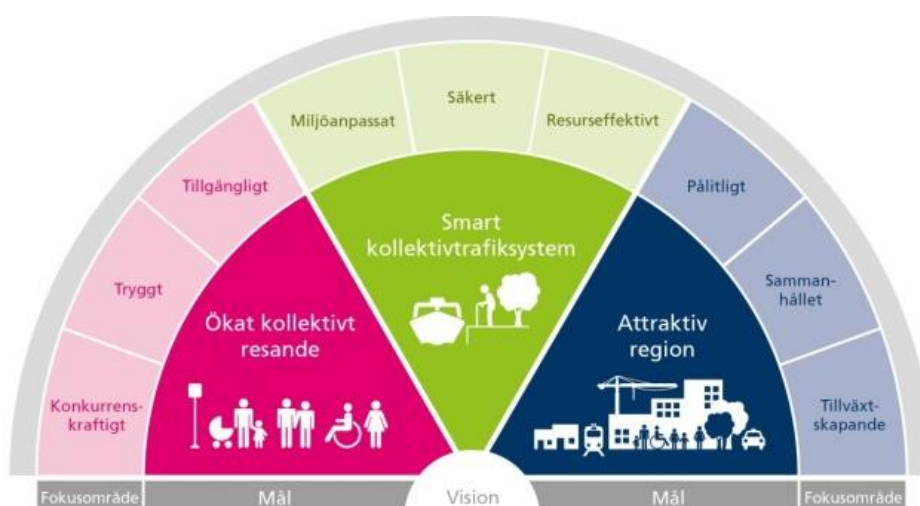 Miljöanpassat
Säkert
Resurseffektivt
Tillgängligt
Tryggt
Konkurrens-
kraftigt
Pålitligt
Samman-
hållet
Tillväxt-
skapande
Smart
kollektivtrafiksystem
Ökat kollektivt
resande
Attraktiv
region
Fokusområde
Mål
Vision
Mål
Fokusområde